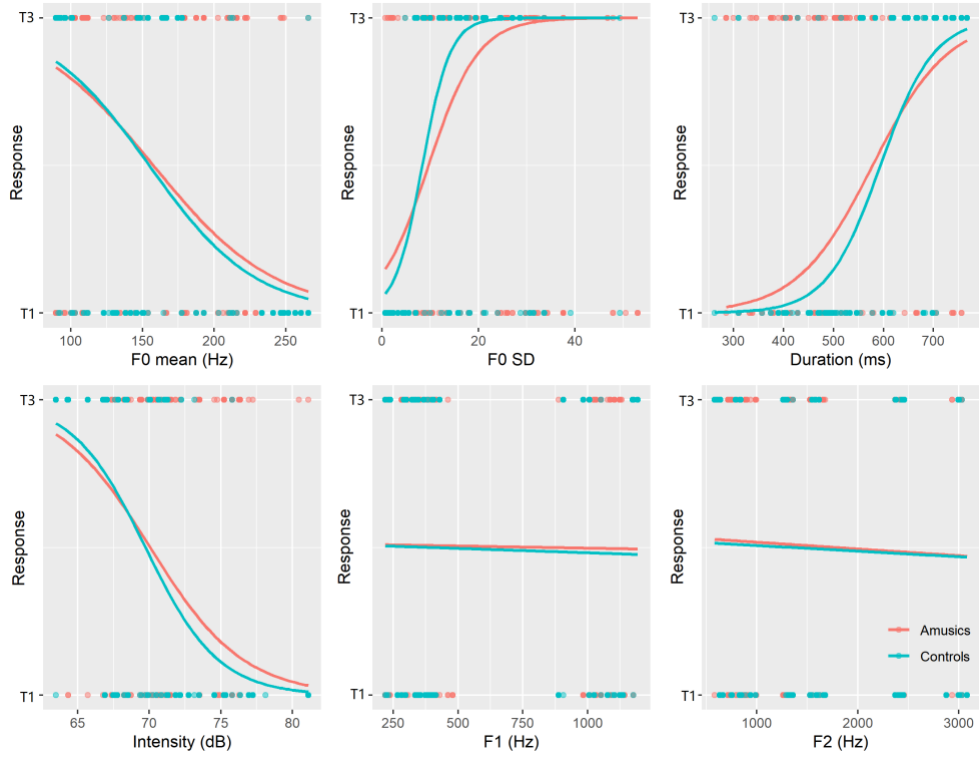 T3
Response
T1
100 150 200 250
F0 mean (Hz)
T3
Response
T1
0 20 40
F0 SD
T3
Response
T1
300 400 500 600 700
Duration (ms)
T3
Response
T1
65 70 75 80
Intensity (dB)
T3
Response
T1
250 500 750 1000
F1 (Hz)
T3
Response
T1
1000 2000 3000
F2 (Hz)
Amusics
Controls